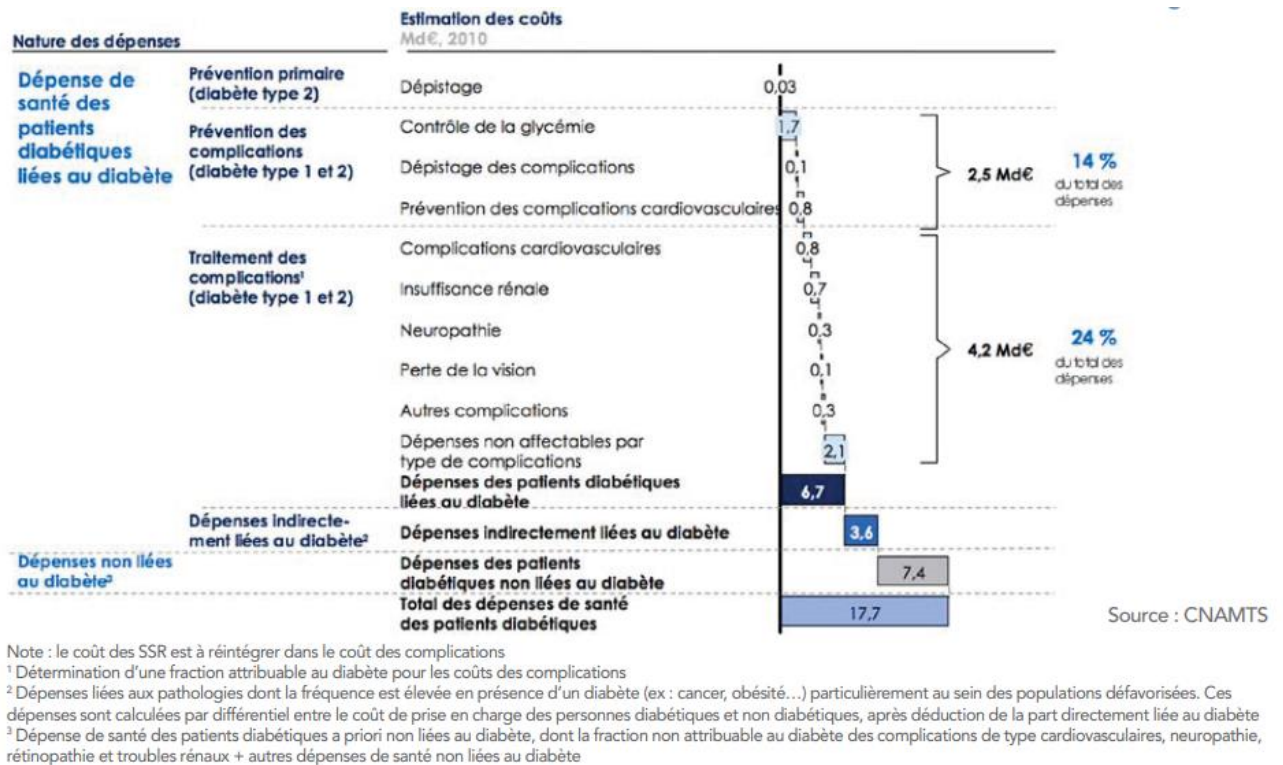 Estimation des coûts
Nature des dépenses Md€, 2010
Dépense de
santé des
patients
diabétiques
liées au diabète
Prévention primaire
(diabète type 2)
Dépistage 0,03
Prévention des
complications
(diabète type 1 et 2)
Contrôle de la glycémie 1,7
Dépistage des complications 0,1
Prévention des complications cardiovasculaires 0,8
2,5 Md€
14 %
du total des
dépenses
Traitement des
complications¹
(diabète type 1 et 2)
Complications cardiovasculaires 0,8
Insuffisance rénale 0,7
Neuropathie 0,3
Perte de la vision 0,1
Autres complications 0,3
Dépenses non affectables par
type de complications 2,1
4,2 Md€
24 %
du total des
dépenses
Dépenses des patients diabétiques
liées au diabète 6,7
Dépenses indirecte-
ment liées au diabète²
Dépenses indirectement liées au diabète 3,6
Dépenses non liées
au diabète³
Dépenses des patients
diabétiques non liées au diabète 7,4
Total des dépenses de santé
des patients diabétiques 17,7
Source : CNAMTS
Note : le coût des SSR est à réintégrer dans le coût des complications
¹ Détermination d'une fraction attribuable au diabète pour les coûts des complications
² Dépenses liées aux pathologies dont la fréquence est élevée en présence d'un diabète (ex : cancer, obésité…) particulièrement au sein des populations défavorisées. Ces
dépenses sont calculées par différentiel entre le coût de prise en charge des personnes diabétiques et non diabétiques, après déduction de la part directement liée au diabète
³ Dépense de santé des patients diabétiques a priori non liées au diabète, dont la fraction non attribuable au diabète des complications de type cardiovasculaires, neuropathie,
rétinopathie et troubles rénaux + autres dépenses de santé non liées au diabète